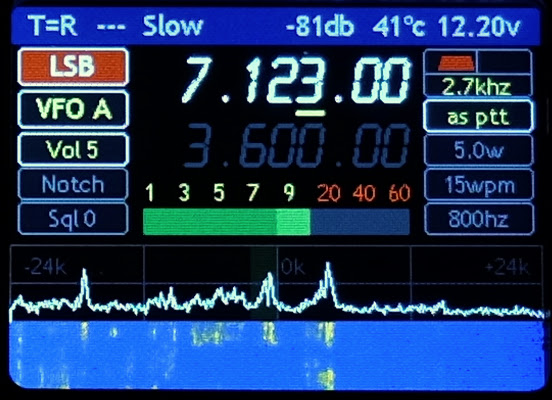 T=R --- Slow -81db 41°c 12.20v
LSB 7.123.00 2.7khz
VFO A as ptt
Vol 5 3.600.00 5.0w
Notch 1 3 5 7 9 20 40 60 15wpm
Sql 0 800hz
-24k 0k +24k